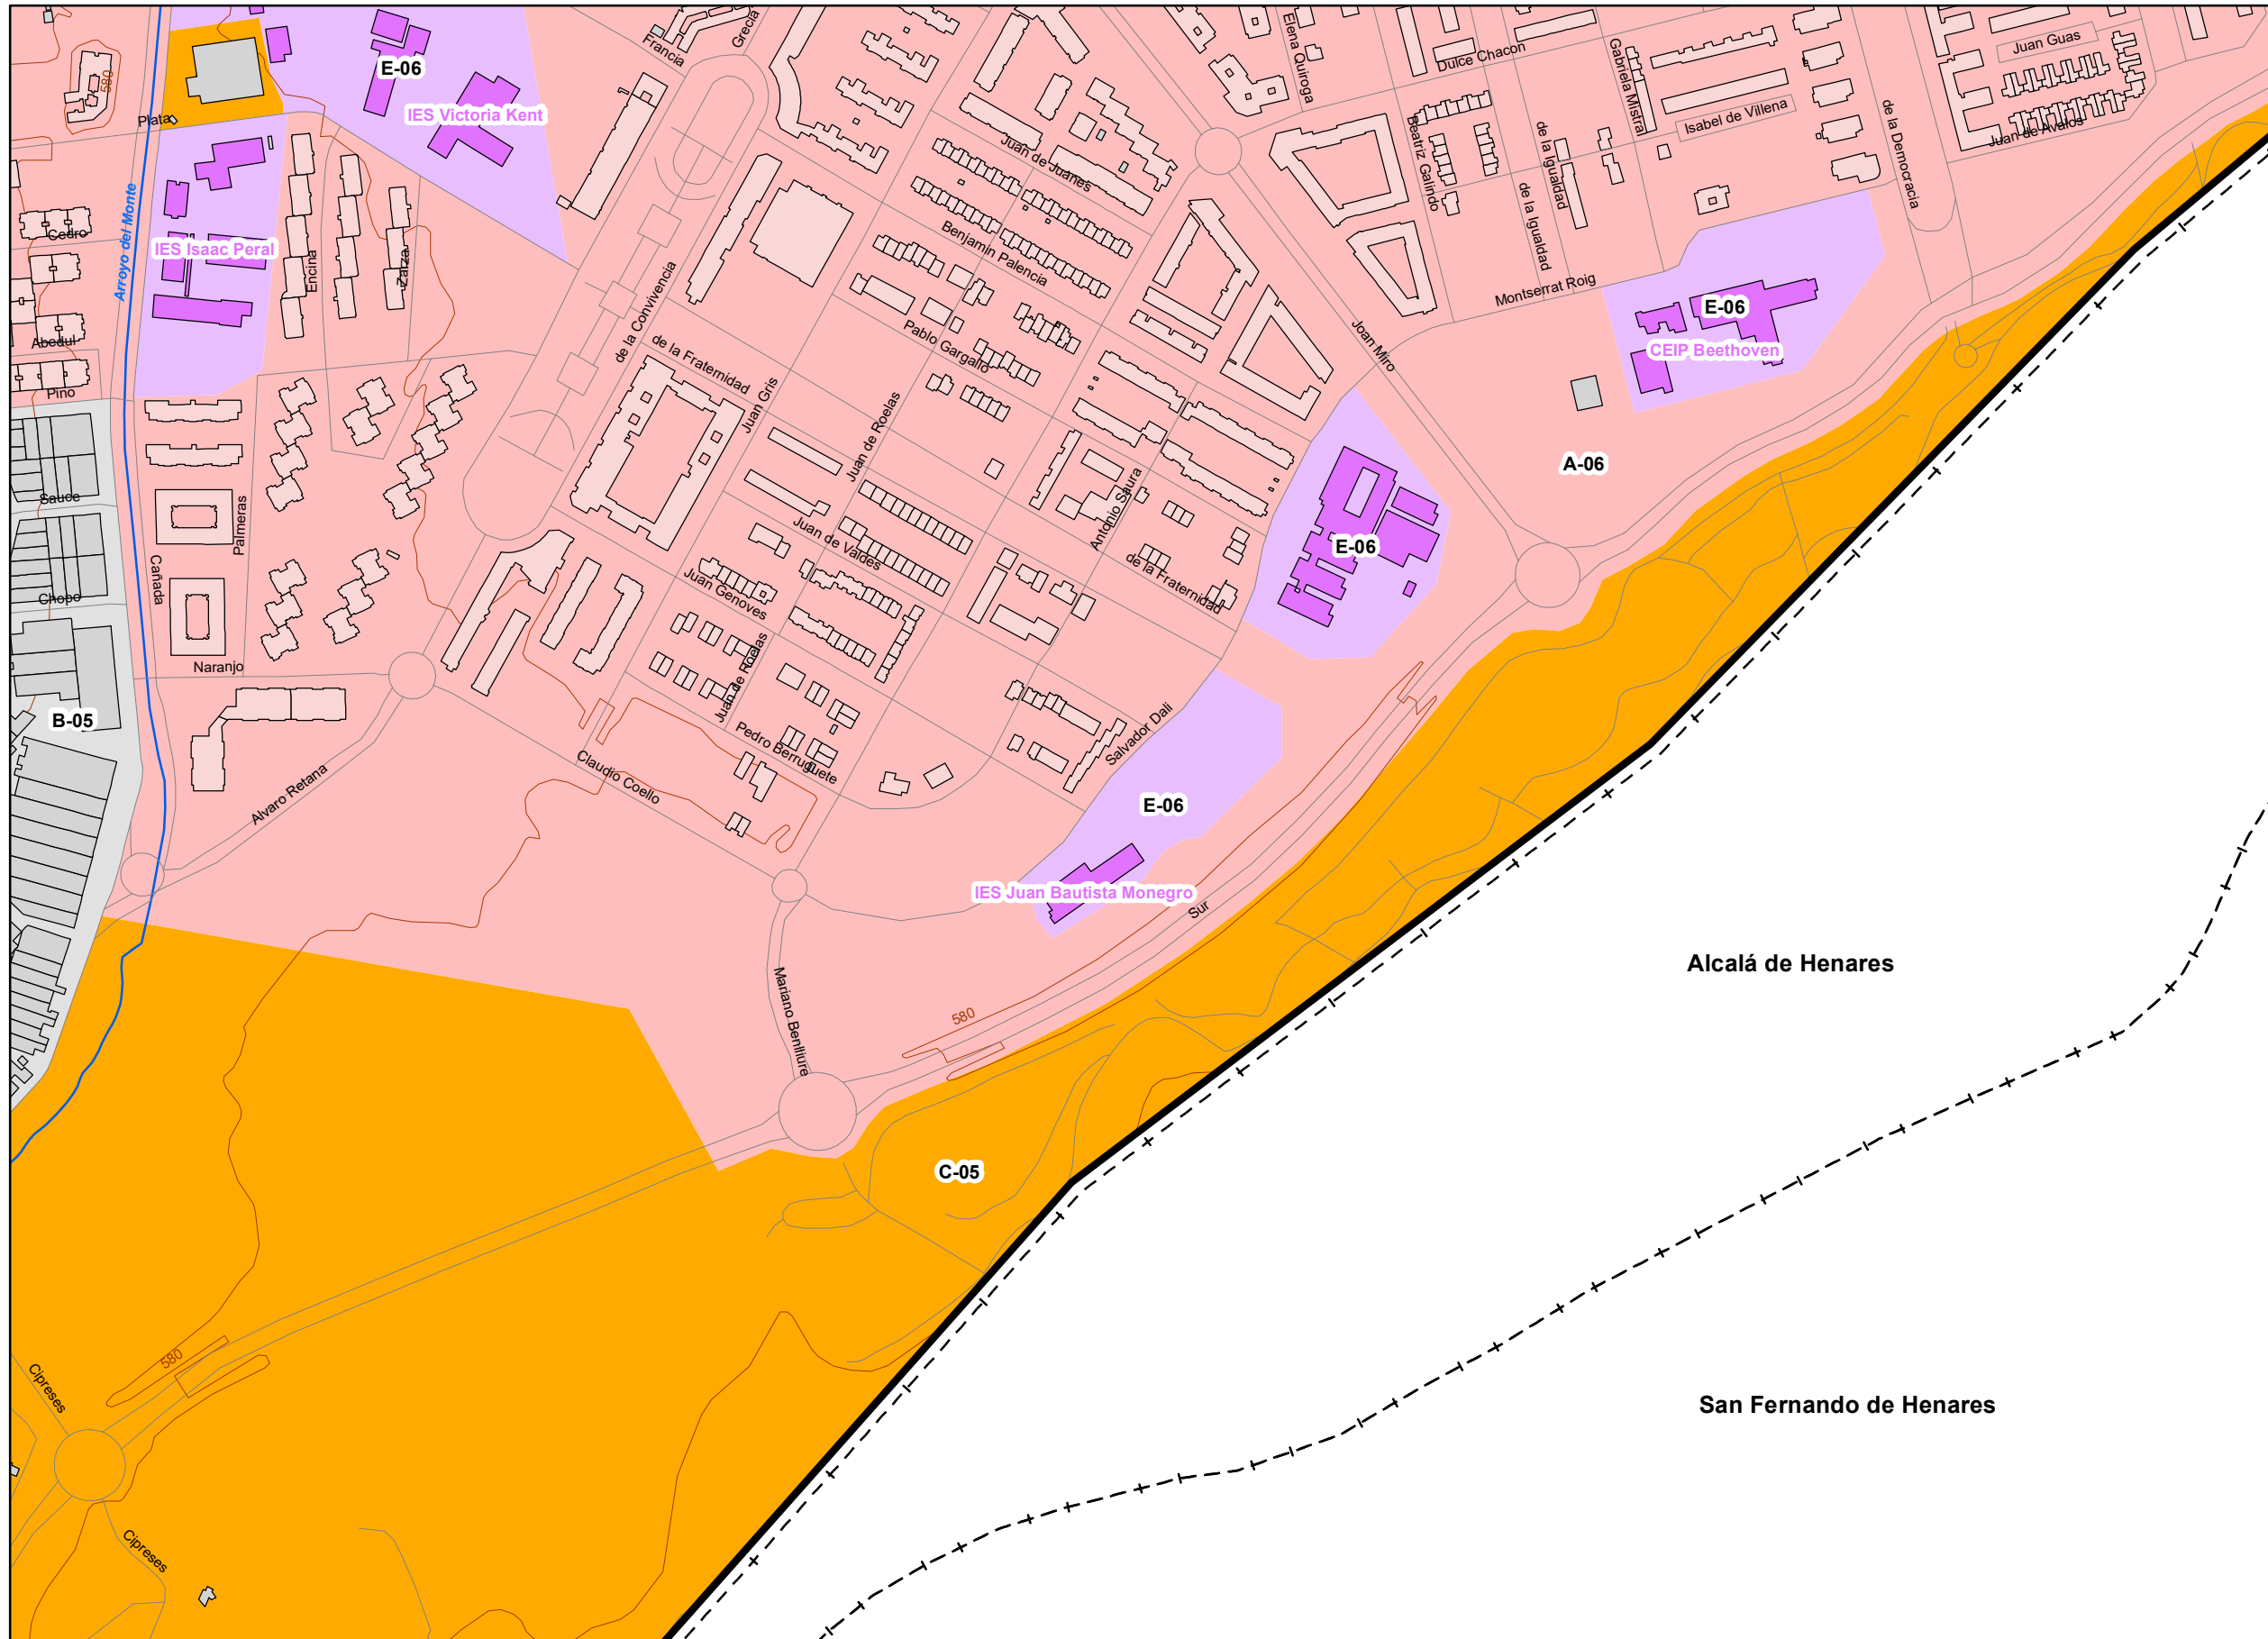 Francia
Grecia
Elena Quiroga
Dulce Chacon
Gabriela Mistral
Juan Guas
580
E-06
IES Victoria Kent
Plata
Isabel de Villena
de la Democracia
Juan de Avalos
Beatriz Galindo
de la Igualdad
de la Igualdad
Juan de Juanes
Benjamin Palencia
Cedro
Arroyo del Monte
IES Isaac Peral
Encina
Zarza
de la Convivencia
Montserrat Roig
E-06
CEIP Beethoven
Abedul
Pablo Gargallo
Joan Miro
de la Fraternidad
Pino
Juan Gris
Juan de Roelas
A-06
Sauce
Palmeras
Antonio Saura
Juan de Valdes
E-06
Cañada
Chopo
Juan Genoves
de la Fraternidad
Naranjo
Juan de Roelas
B-05
Salvador Dali
Pedro Berruguete
Claudio Coello
Alvaro Retana
E-06
IES Juan Bautista Monegro
Sur
Alcalá de Henares
Mariano Benlliure
580
C-05
580
Cipreses
San Fernando de Henares
Cipreses